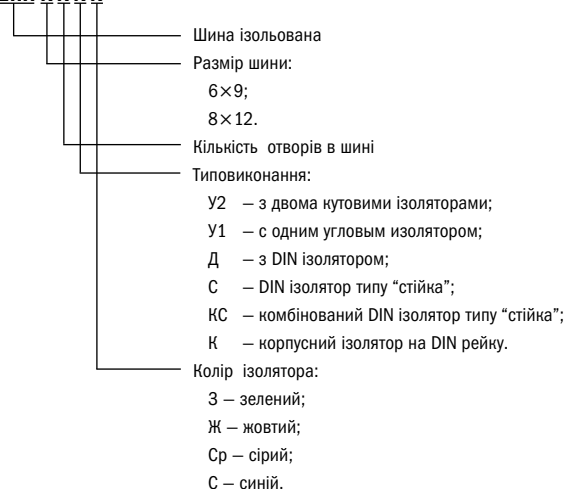 Шина ізольована
Размір шини:
6×9;
8×12.
Кількість отворів в шині
Типовиконання:
У2 – з двома кутовими ізоляторами;
У1 – с одним угловым изолятором;
Д – з DIN ізолятором;
С – DIN ізолятор типу “стійка”;
КС – комбінований DIN ізолятор типу “стійка”;
К – корпусний ізолятор на DIN рейку.
Колір ізолятора:
З – зелений;
Ж – жовтий;
Ср – сірий;
С – синій.